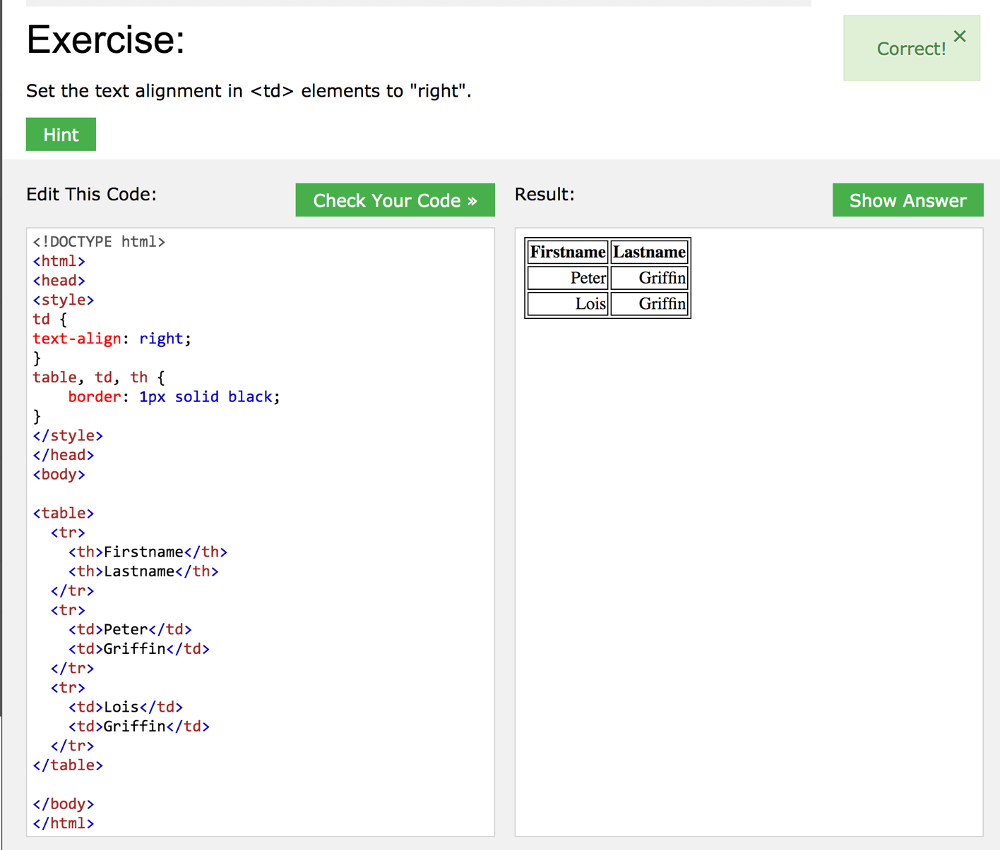 Exercise:
Correct! ×
Set the text alignment in <td> elements to "right".
Hint
Edit This Code:
Check Your Code »
Result:
Show Answer
<!DOCTYPE html>
<html>
<head>
<style>
td {
text-align: right;
}
table, td, th {
    border: 1px solid black;
}
</style>
</head>
<body>

<table>
  <tr>
    <th>Firstname</th>
    <th>Lastname</th>
  </tr>
  <tr>
    <td>Peter</td>
    <td>Griffin</td>
  </tr>
  <tr>
    <td>Lois</td>
    <td>Griffin</td>
  </tr>
</table>

</body>
</html>
Firstname Lastname
Peter Griffin
Lois Griffin